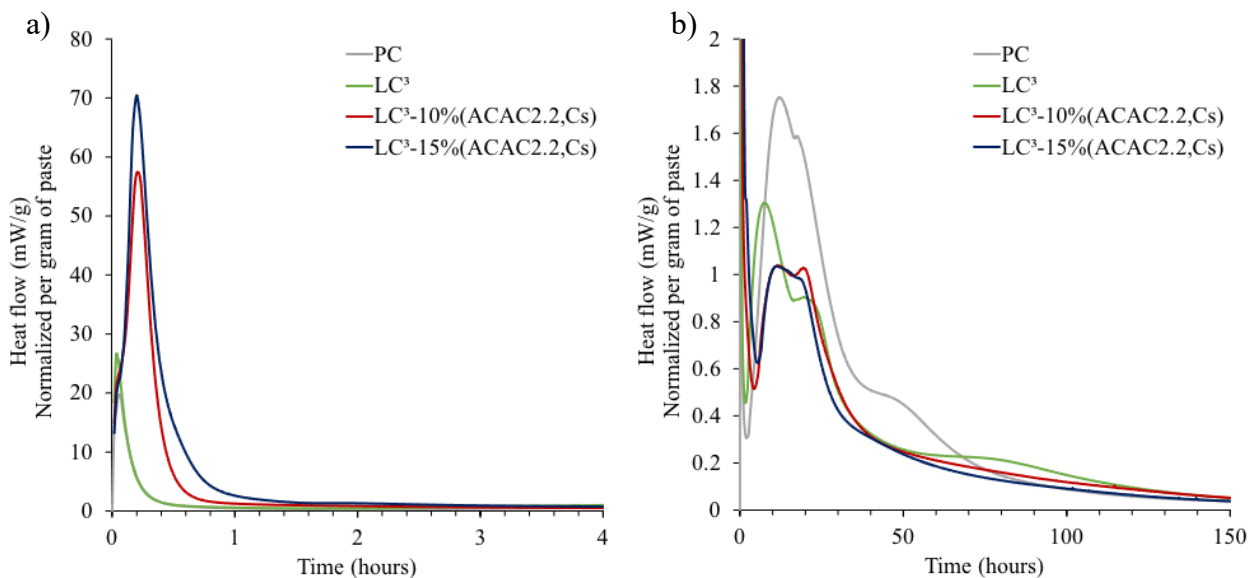 a)
80
70
60
50
40
30
20
10
0
Heat flow (mW/g)
Normalized per gram of paste
PC
LC³
LC³-10%(ACAC2.2,Cs)
LC³-15%(ACAC2.2,Cs)
0
1
2
3
4
Time (hours)
b)
2
1.8
1.6
1.4
1.2
1
0.8
0.6
0.4
0.2
0
Heat flow (mW/g)
Normalized per gram of paste
PC
LC³
LC³-10%(ACAC2.2,Cs)
LC³-15%(ACAC2.2,Cs)
0
50
100
150
Time (hours)